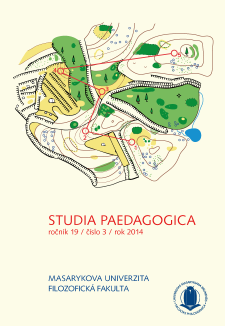 STUDIA PAEDAGOGICA
ročník 19 / číslo 3 / rok 2014
MASARYKOVA UNIVERZITA
FILOZOFICKÁ FAKULTA